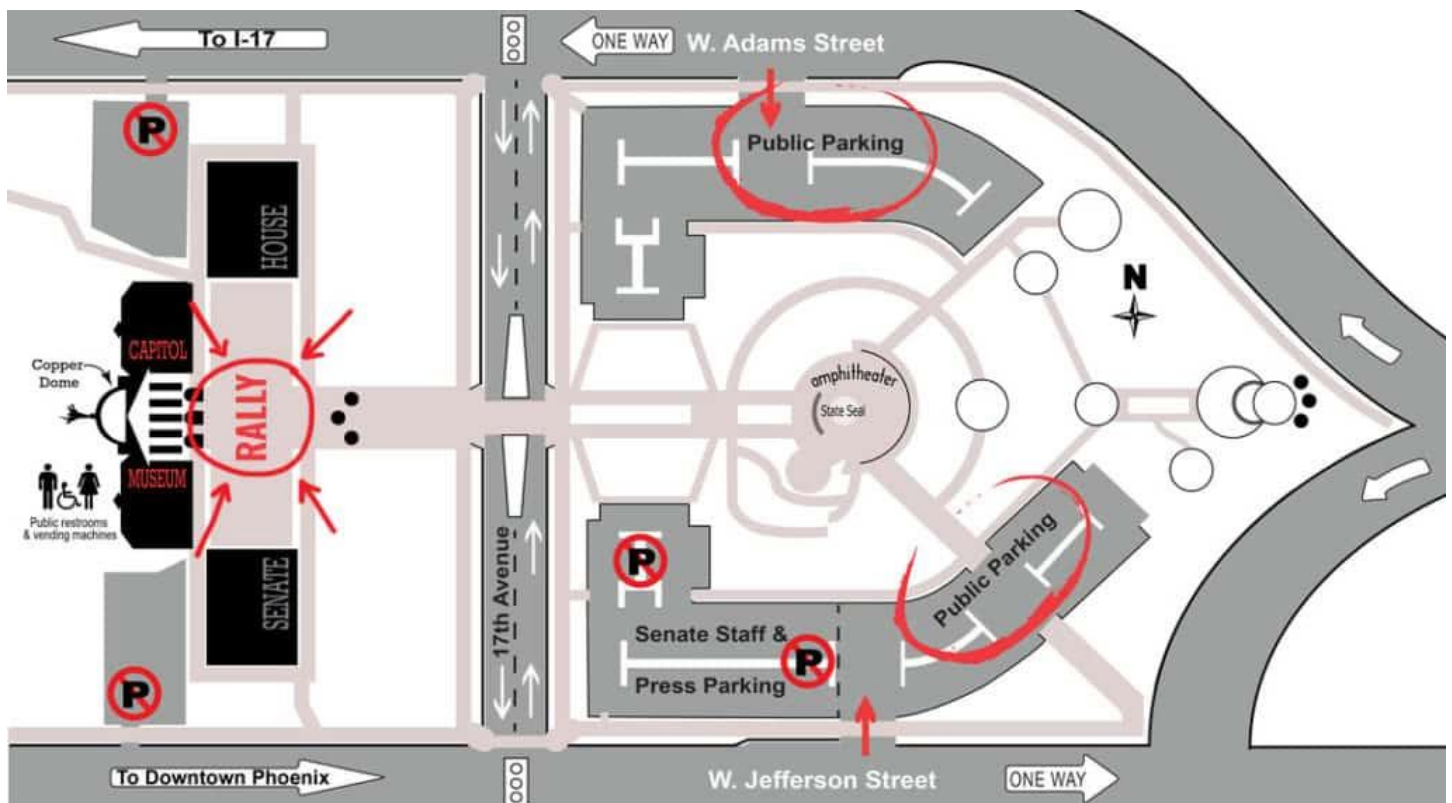 To I-17
ONE WAY
W. Adams Street
P
Public Parking
HOUSE
N
CAPITOL
Copper
Dome
RALLY
amphitheater
State Seal
MUSEUM
Public restrooms
& vending machines
P
Public Parking
SENATE
17th Avenue
Senate Staff &
P
Press Parking
P
To Downtown Phoenix
W. Jefferson Street
ONE WAY